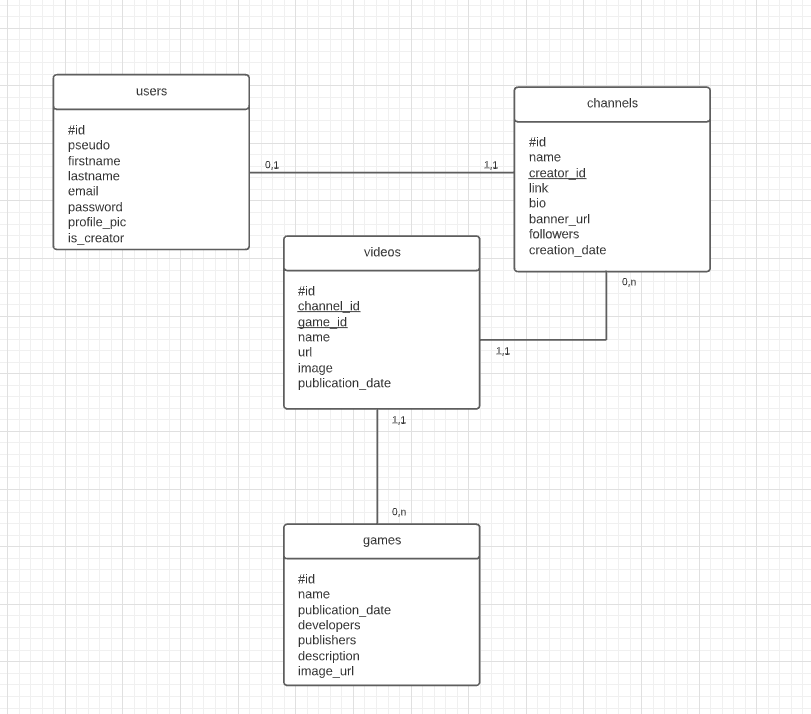 users
#id
pseudo
firstname
lastname
email
password
profile_pic
is_creator
0,1
1,1
channels
#id
name
creator_id
link
bio
banner_url
followers
creation_date
0,n
videos
#id
channel_id
game_id
name
url
image
publication_date
1,1
1,1
0,n
games
#id
name
publication_date
developers
publishers
description
image_url